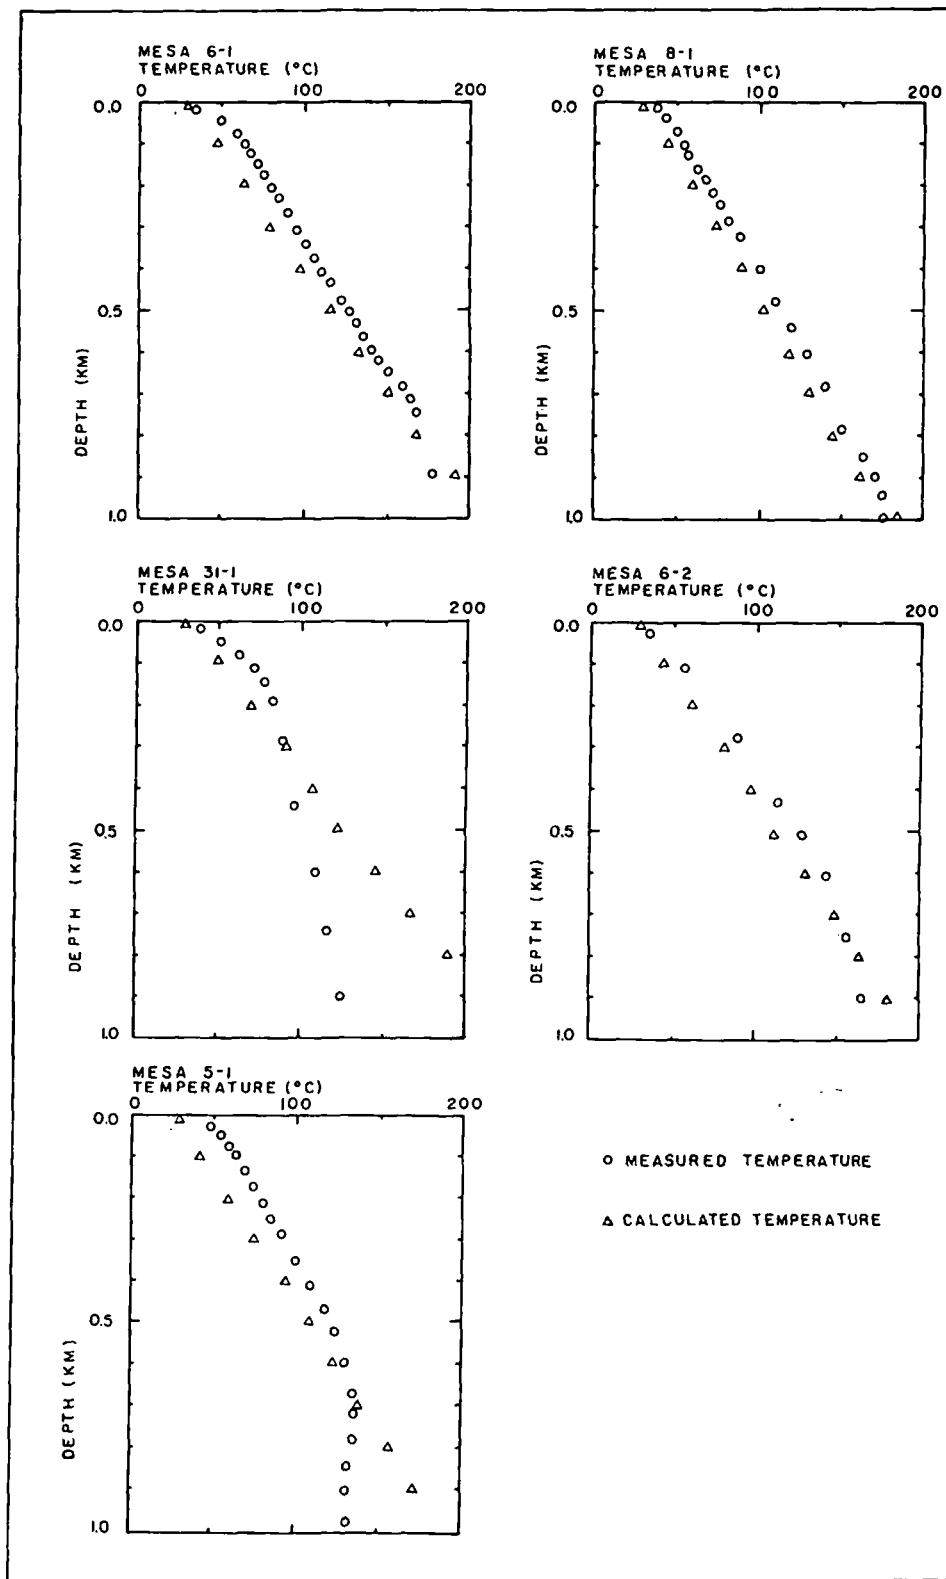 MESA 6-1
TEMPERATURE (°C)
0 100 200
0.0
0.5
1.0
DEPTH (KM)
MESA 8-1
TEMPERATURE (°C)
0 100 200
0.0
0.5
1.0
DEPTH (KM)
MESA 31-1
TEMPERATURE (°C)
0 100 200
0.0
0.5
1.0
DEPTH (KM)
MESA 6-2
TEMPERATURE (°C)
0 100 200
0.0
0.5
1.0
DEPTH (KM)
MESA 5-1
TEMPERATURE (°C)
0 100 200
0.0
0.5
1.0
DEPTH (KM)
MEASURED TEMPERATURE
CALCULATED TEMPERATURE